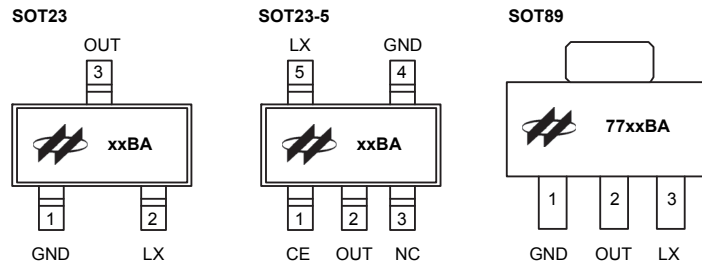 SOT23
OUT
3
xxBA
1
2
GND LX
SOT23-5
LX GND
5 4
xxBA
1 2 3
CE OUT NC
SOT89
77xxBA
1 2 3
GND OUT LX